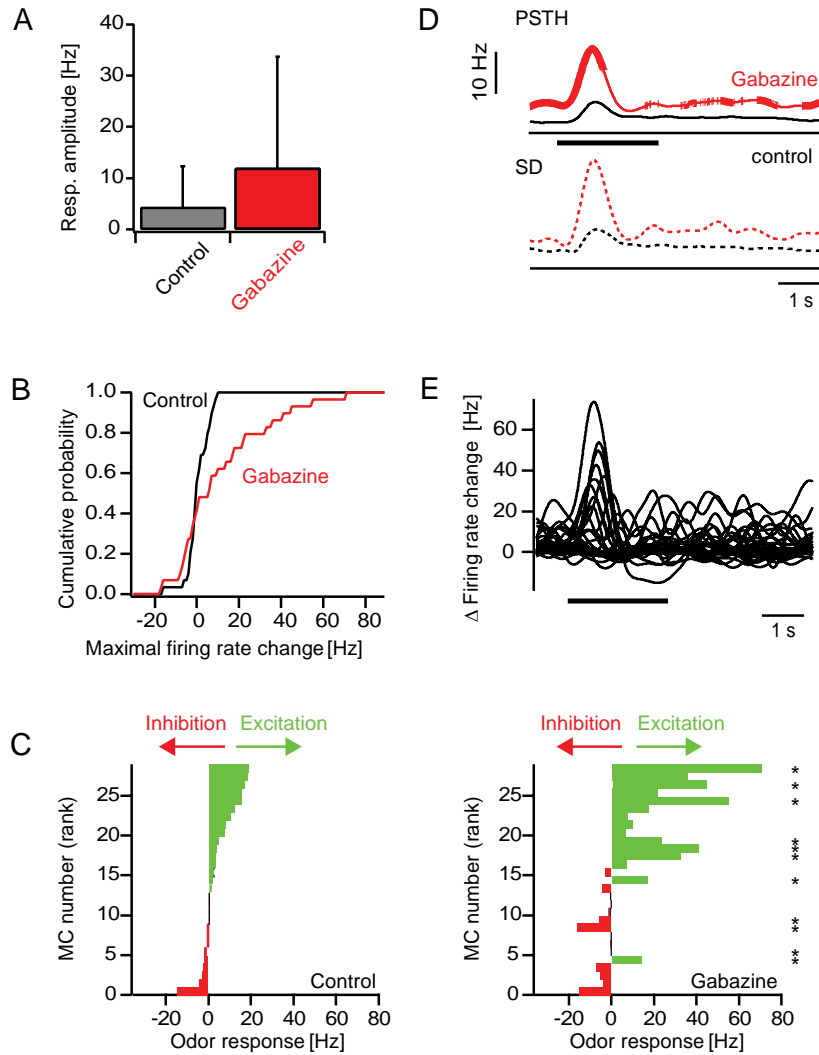 A
Resp. amplitude [Hz]
40
30
20
10
0
Control
Gabazine
D
PSTH
10 Hz
Gabazine
control
SD
1 s
B
Cumulative probability
1.0
0.8
0.6
0.4
0.2
0.0
Control
Gabazine
-20 0 20 40 60 80
Maximal firing rate change [Hz]
E
Δ Firing rate change [Hz]
60
40
20
0
1 s
C
Inhibition Excitation
MC number (rank)
25
20
15
10
5
0
Control
-20 0 20 40 60 80
Odor response [Hz]
Inhibition Excitation
MC number (rank)
25
20
15
10
5
0
*
*
*
*
*
*
*
*
*
*
*
Gabazine
-20 0 20 40 60 80
Odor response [Hz]